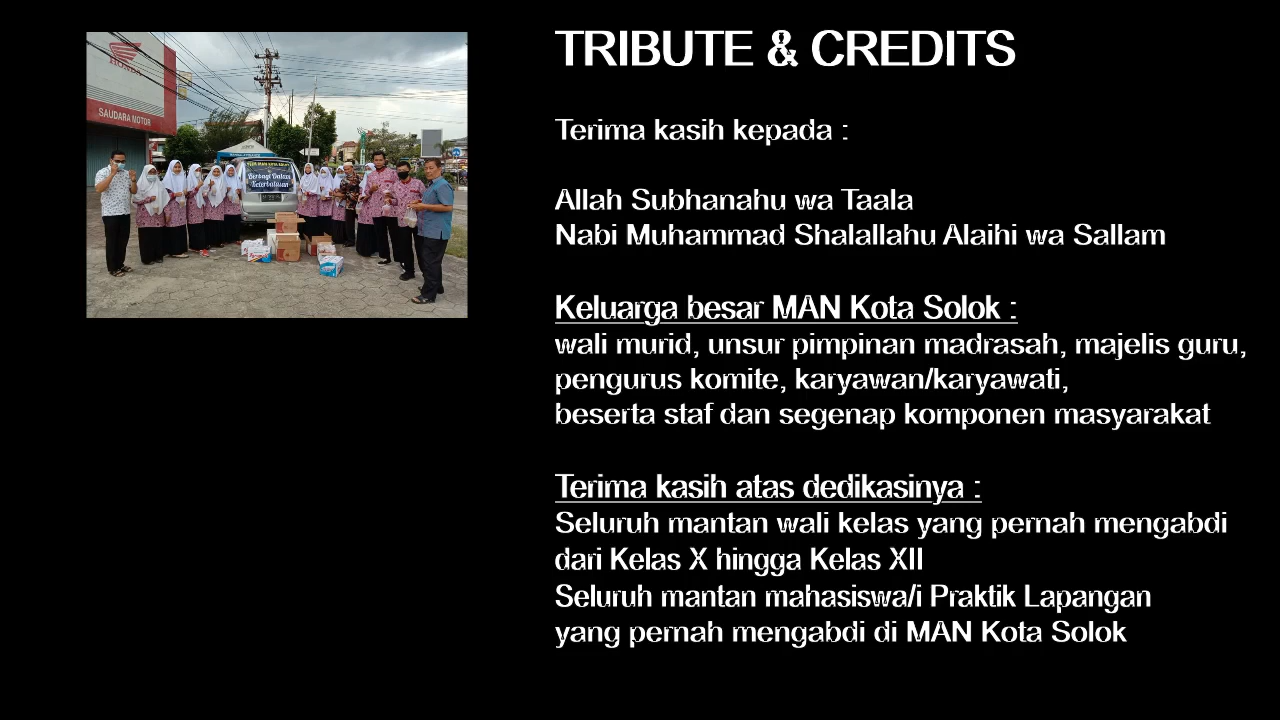 HONDA
SAUDARA MOTOR
Berbagi Dalam
Keterbatasan
TRIBUTE & CREDITS
Terima kasih kepada :
Allah Subhanahu wa Taala
Nabi Muhammad Shalallahu Alaihi wa Sallam
Keluarga besar MAN Kota Solok :
wali murid, unsur pimpinan madrasah, majelis guru,
pengurus komite, karyawan/karyawati,
beserta staf dan segenap komponen masyarakat
Terima kasih atas dedikasinya :
Seluruh mantan wali kelas yang pernah mengabdi
dari Kelas X hingga Kelas XII
Seluruh mantan mahasiswa/i Praktik Lapangan
yang pernah mengabdi di MAN Kota Solok